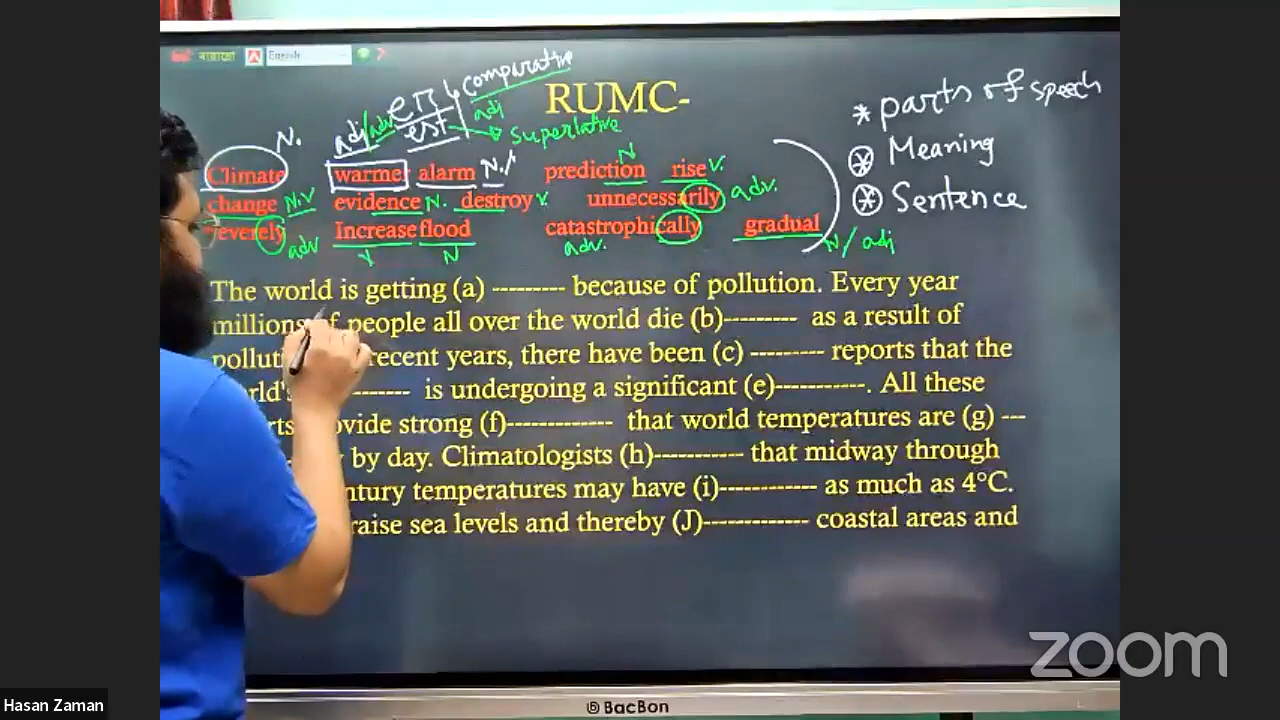 বাংলাদেশ English
RUMC-
err comparative
adj/adv est adj
superlative
* parts of speech
Meaning
Sentence
N.
Climate warmer alarm N./ prediction N rise V.
change N.V evidence N. destroy V. unnecessarily adv.
Severely adv Increase V flood N catastrophically adv. gradual N/adj
The world is getting (a) --------- because of pollution. Every year
millions of people all over the world die (b)--------- as a result of
recent years, there have been (c) --------- reports that the
-------- is undergoing a significant (e)-----------. All these
provide strong (f)------------- that world temperatures are (g) ---
by day. Climatologists (h)----------- that midway through
temperatures may have (i)------------ as much as 4°C.
raise sea levels and thereby (J)------------- coastal areas and
zoom
BacBon
Hasan Zaman